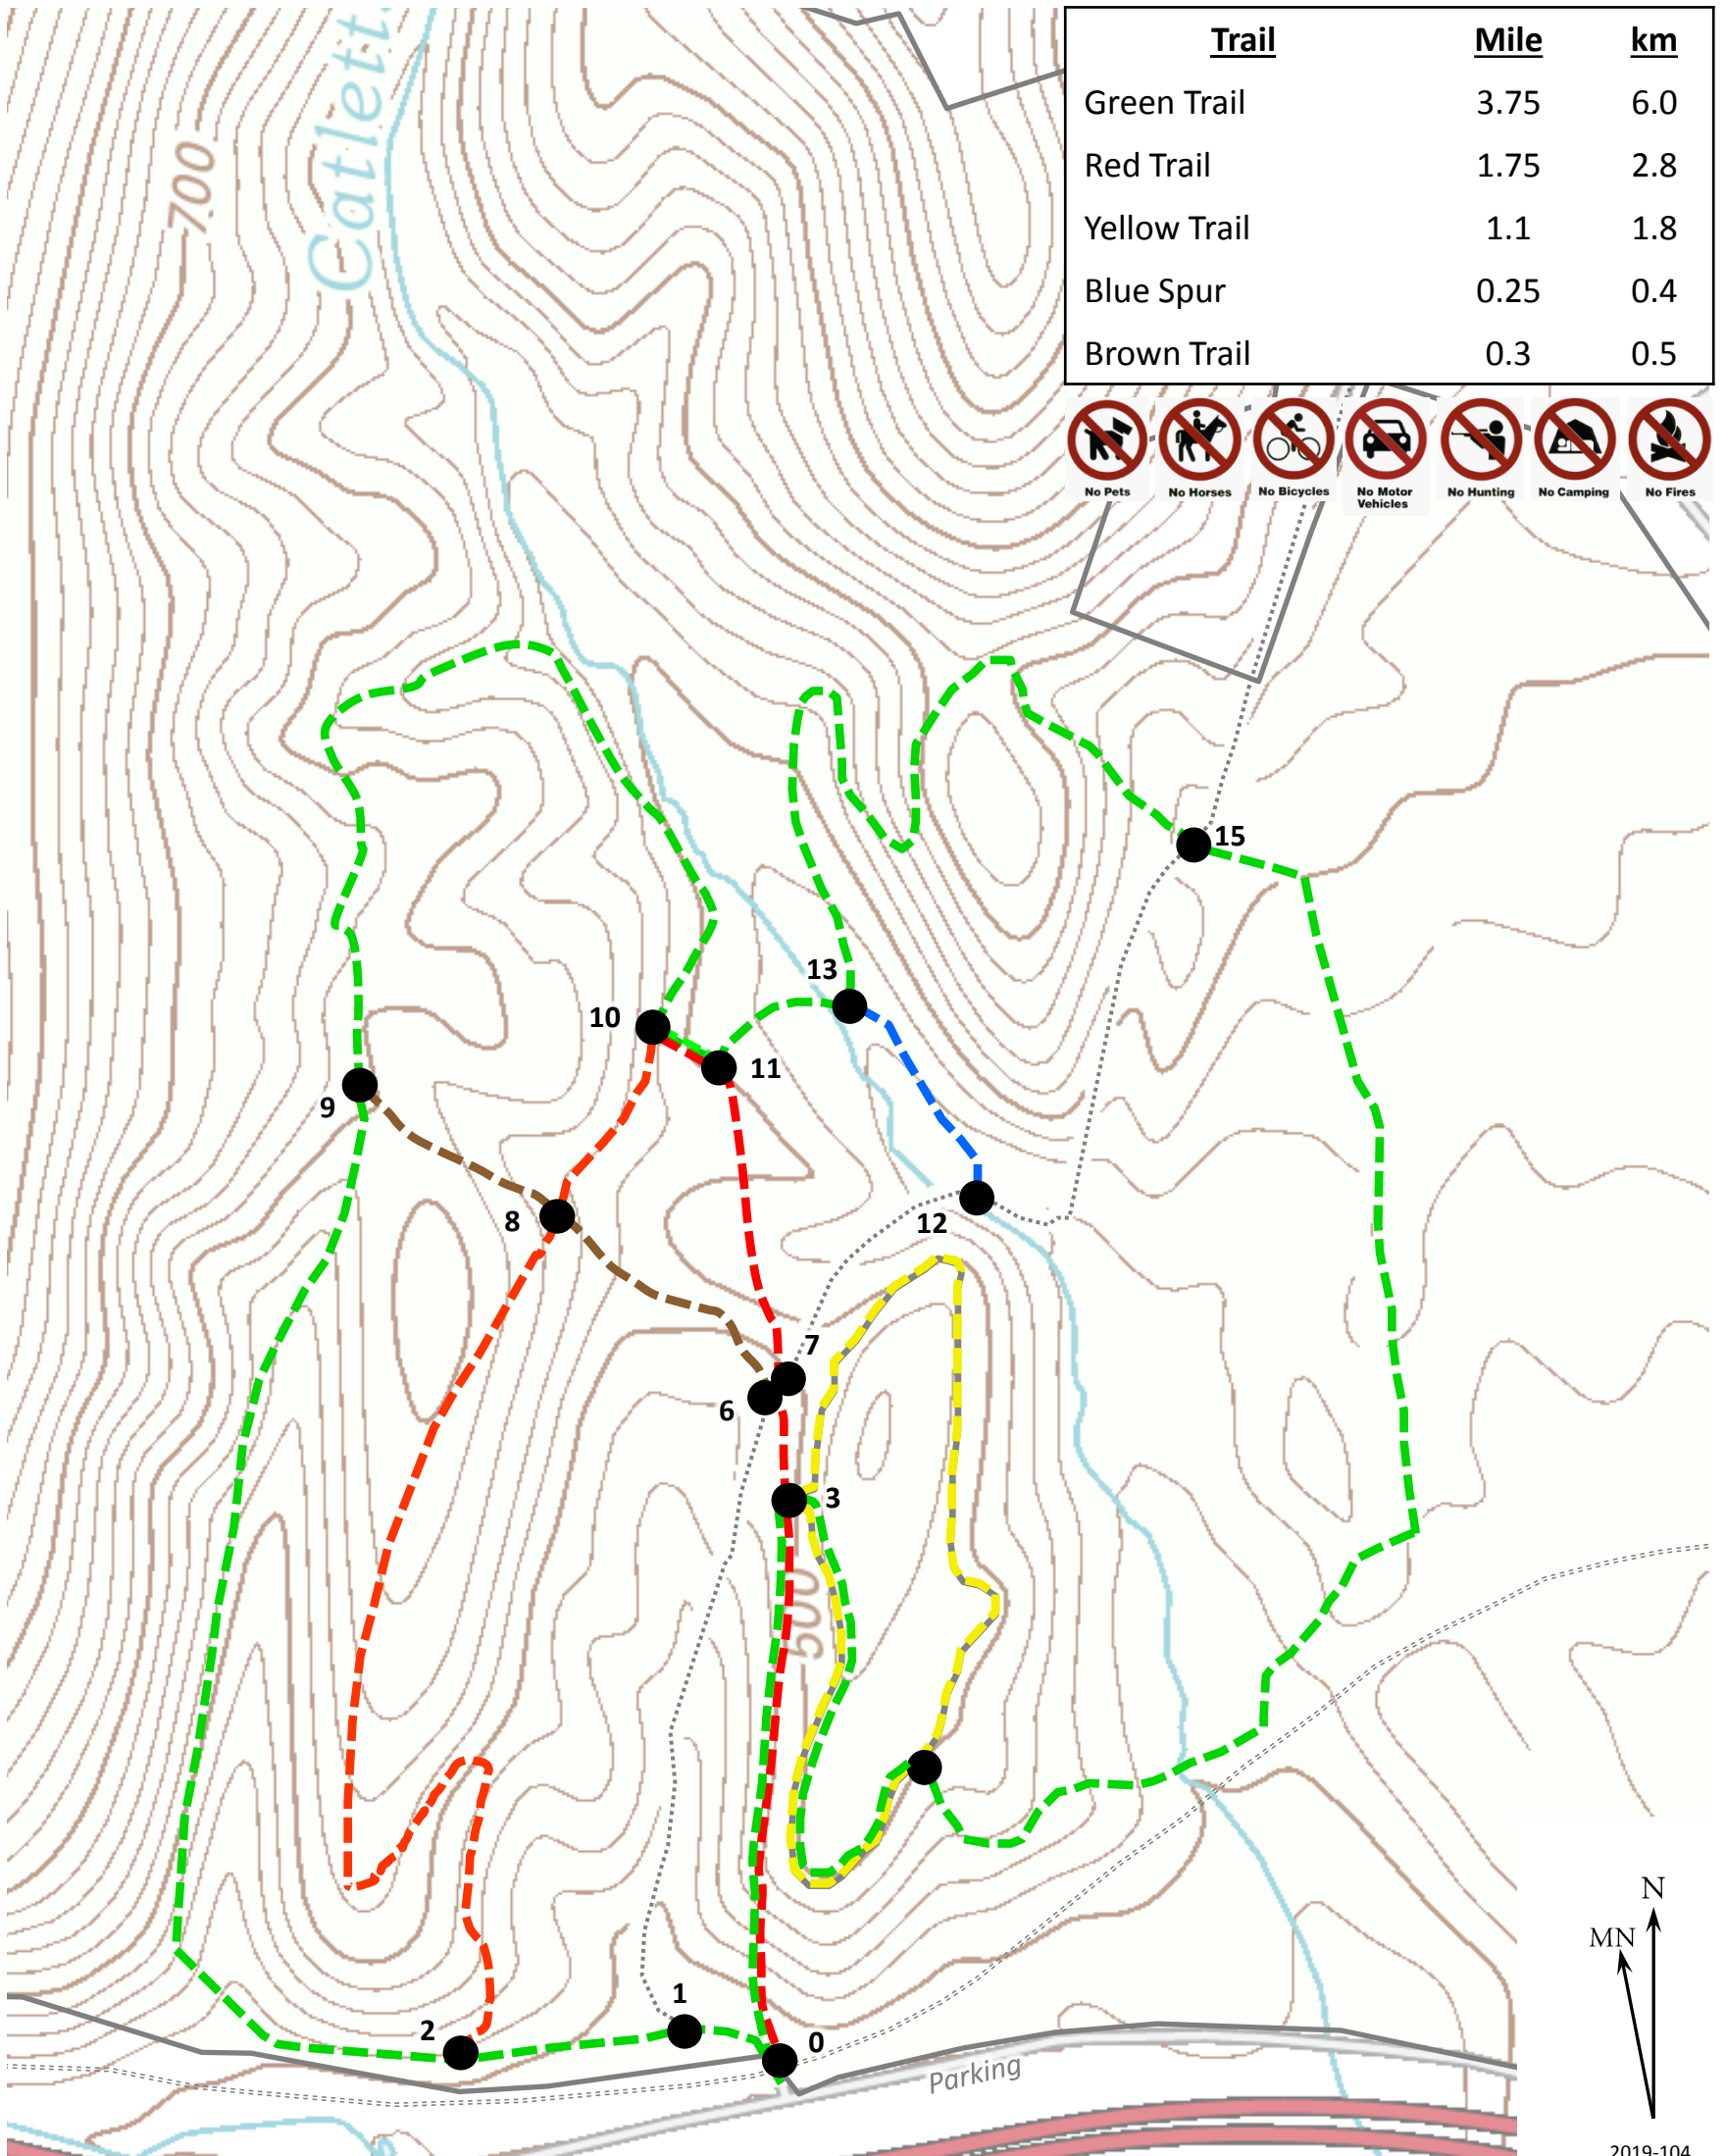 Trail Mile km
Green Trail 3.75 6.0
Red Trail 1.75 2.8
Yellow Trail 1.1 1.8
Blue Spur 0.25 0.4
Brown Trail 0.3 0.5
No Pets
No Horses
No Bicycles
No Motor
Vehicles
No Hunting
No Camping
No Fires
Catlett
700
15
13
10
11
9
8
12
7
6
3
500
1
2
0
Parking
N
MN
2019-104